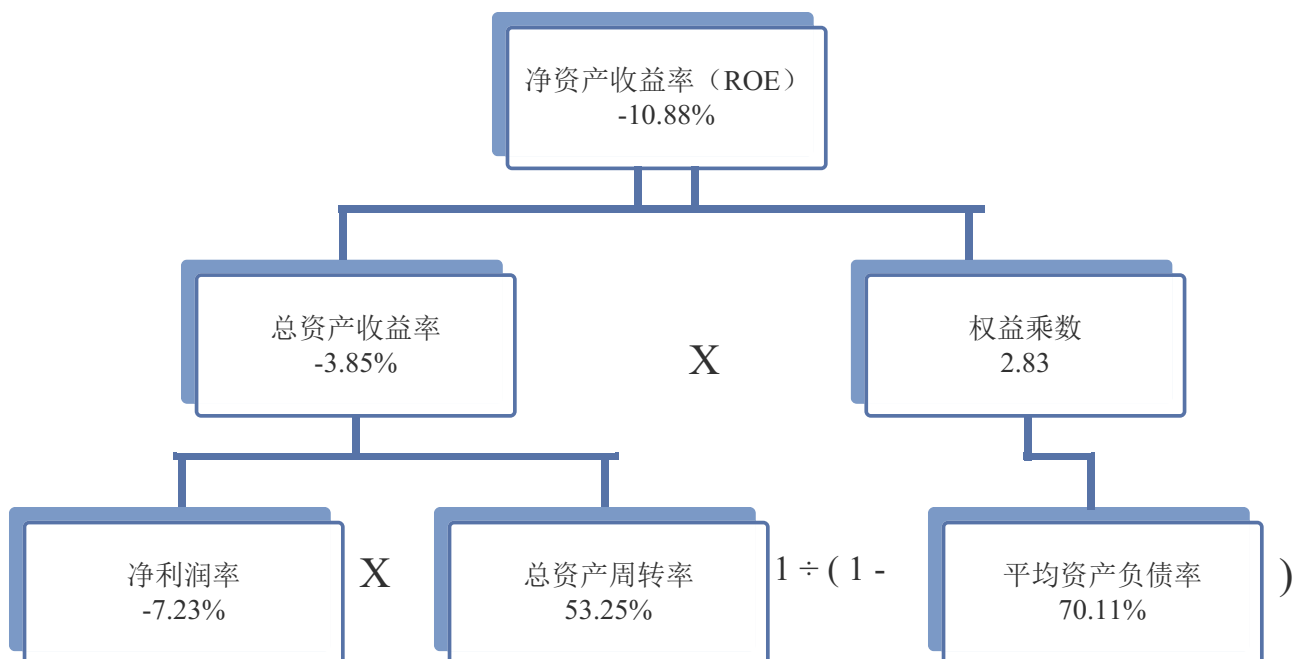 净资产收益率（ROE）
-10.88%
总资产收益率
-3.85%
X
权益乘数
2.83
净利润率
-7.23%
X
总资产周转率
53.25%
1 ÷ ( 1 -
平均资产负债率
70.11%
)